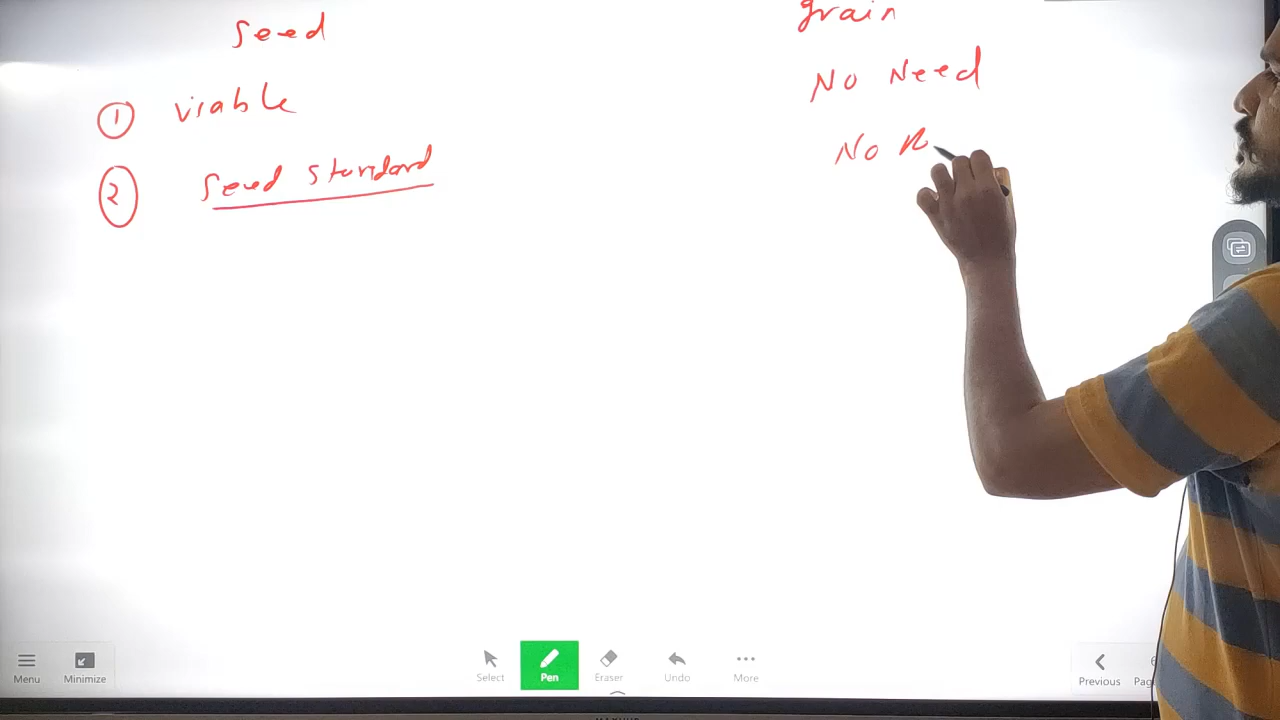 Seed
grain
① viable
No Need
② Seed standard
No
Menu
Minimize
Select
Pen
Eraser
Undo
More
Previous